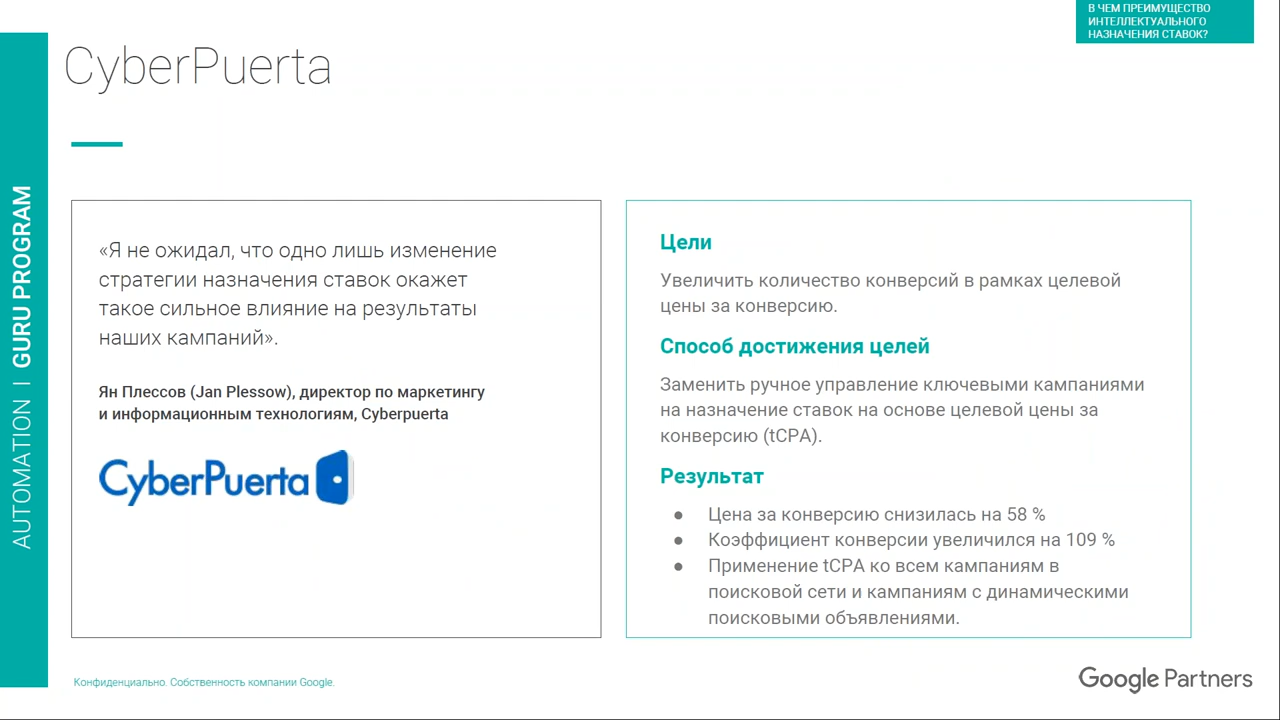 В ЧЕМ ПРЕИМУЩЕСТВО
ИНТЕЛЛЕКТУАЛЬНОГО
НАЗНАЧЕНИЯ СТАВОК?
CyberPuerta
AUTOMATION | GURU PROGRAM
«Я не ожидал, что одно лишь изменение
стратегии назначения ставок окажет
такое сильное влияние на результаты
наших кампаний».
Ян Плессов (Jan Plessow), директор по маркетингу
и информационным технологиям, Cyberpuerta
CyberPuerta
Цели
Увеличить количество конверсий в рамках целевой
цены за конверсию.
Способ достижения целей
Заменить ручное управление ключевыми кампаниями
на назначение ставок на основе целевой цены за
конверсию (tCPA).
Результат
● Цена за конверсию снизилась на 58 %
● Коэффициент конверсии увеличился на 109 %
● Применение tCPA ко всем кампаниям в
поисковой сети и кампаниям с динамическими
поисковыми объявлениями.
Конфиденциально. Собственность компании Google.
Google Partners